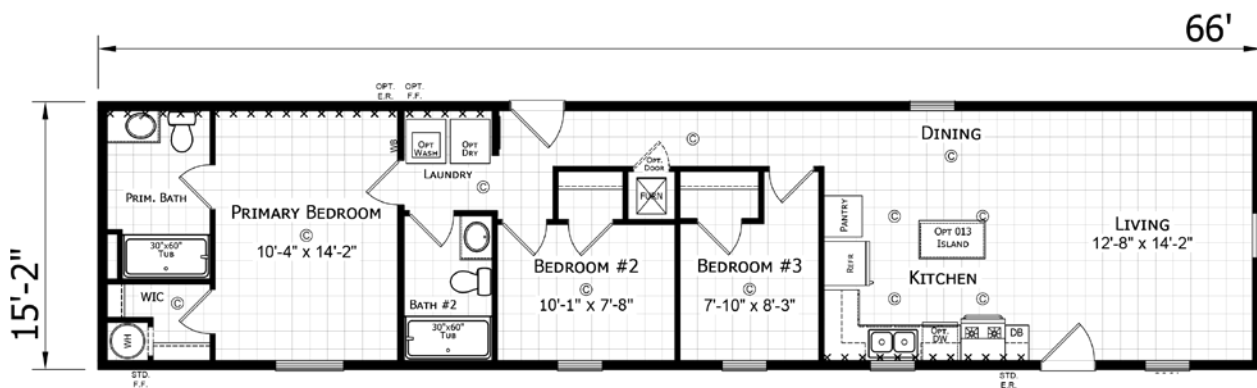 66'
15'-2"
OPT.
E.R.
OPT.
F.F.
PRIM. BATH
30"x60"
TUB
WIC
WH
STD.
F.F.
PRIMARY BEDROOM
C
10'-4" x 14'-2"
C
WB
OPT
WASH
OPT
DRY
LAUNDRY
C
BATH #2
30"x60"
TUB
BEDROOM #2
C
10'-1" x 7'-8"
OPT.
DOOR
FURN
C
BEDROOM #3
C
7'-10" x 8'-3"
DINING
C
PANTRY
REFR
C
C
OPT 013
ISLAND
KITCHEN
C
C
OPT.
DW
DB
STD.
E.R.
LIVING
12'-8" x 14'-2"